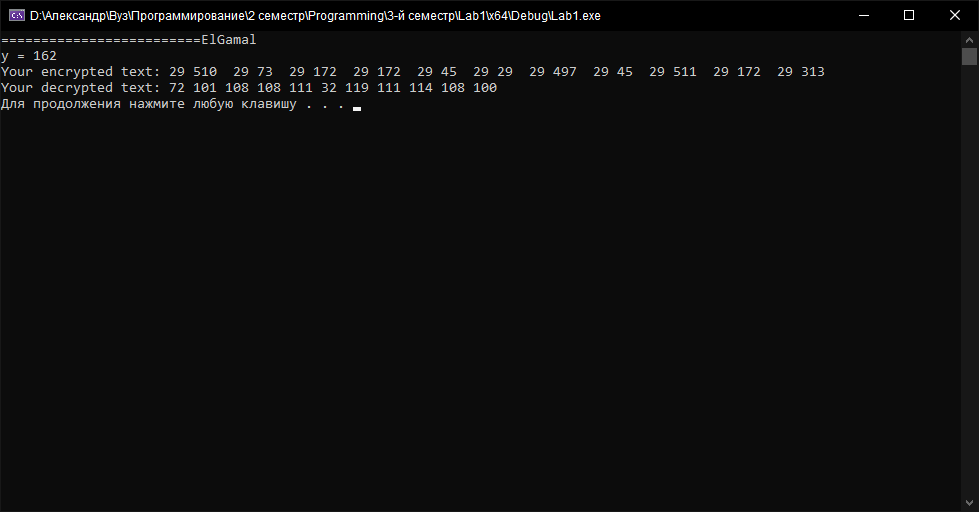 D:\Александр\Вуз\Программирование\2 семестр\Programming\3-й семестр\Lab1\x64\Debug\Lab1.exe
=========================ElGamal
y = 162
Your encrypted text: 29 510  29 73  29 172  29 172  29 45  29 29  29 497  29 45  29 511  29 172  29 313
Your decrypted text: 72 101 108 108 111 32 119 111 114 108 100
Для продолжения нажмите любую клавишу . . .